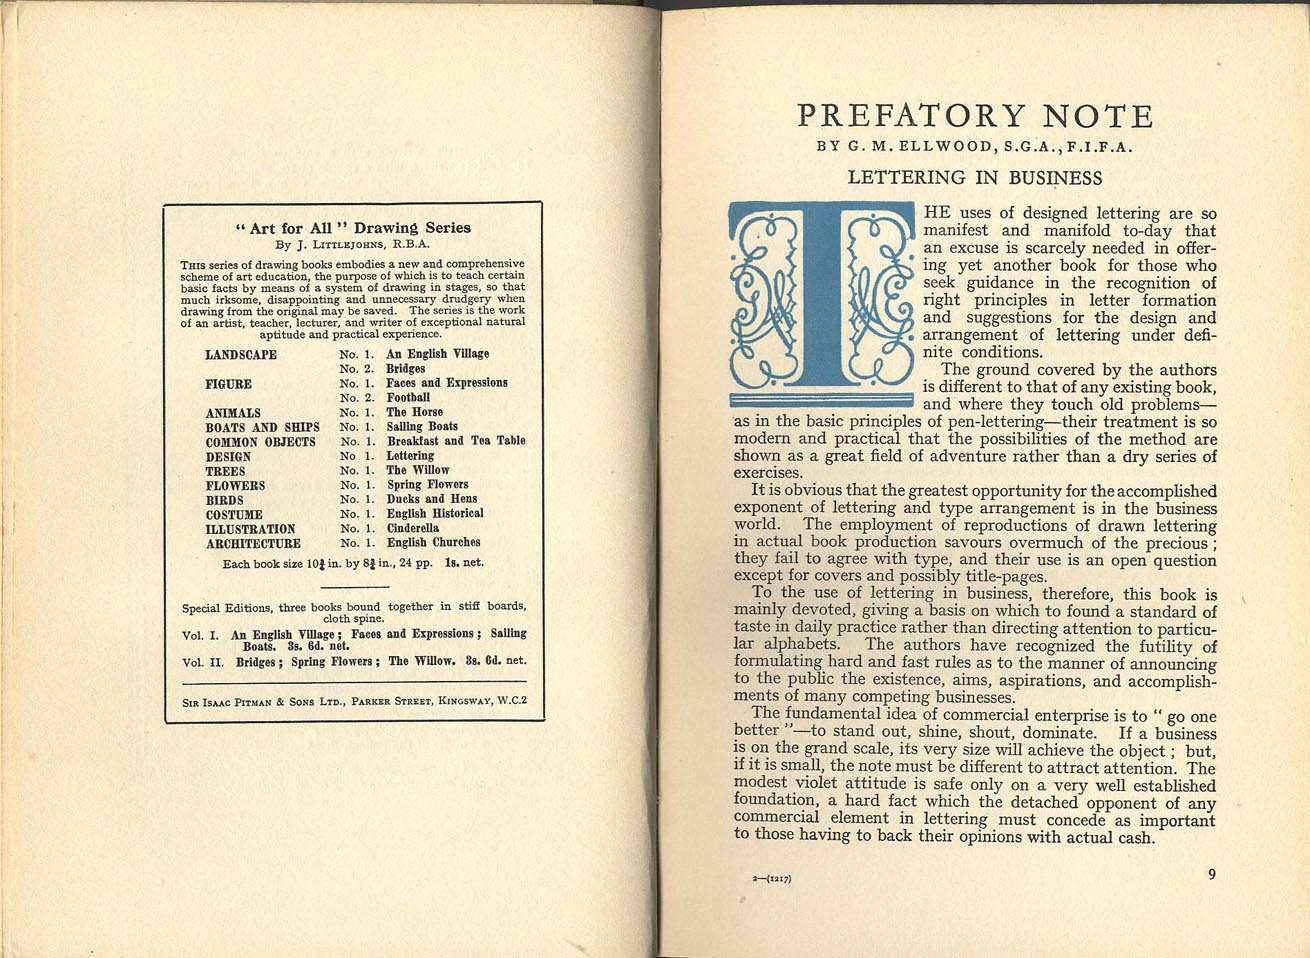 “ Art for All ” Drawing Series
By J. LITTLEJOHNS, R.B.A.
THIS series of drawing books embodies a new and comprehensive
scheme of art education, the purpose of which is to teach certain
basic facts by means of a system of drawing in stages, so that
much irksome, disappointing and unnecessary drudgery when
drawing from the original may be saved. The series is the work
of an artist, teacher, lecturer, and writer of exceptional natural
aptitude and practical experience.
LANDSCAPE No. 1. An English Village
No. 2. Bridges
FIGURE No. 1. Faces and Expressions
No. 2. Football
ANIMALS No. 1. The Horse
BOATS AND SHIPS No. 1. Sailing Boats
COMMON OBJECTS No. 1. Breakfast and Tea Table
DESIGN No 1. Lettering
TREES No. 1. The Willow
FLOWERS No. 1. Spring Flowers
BIRDS No. 1. Ducks and Hens
COSTUME No. 1. English Historical
ILLUSTRATION No. 1. Cinderella
ARCHITECTURE No. 1. English Churches
Each book size 10¾ in. by 8¾ in., 24 pp. 1s. net.
Special Editions, three books bound together in stiff boards,
cloth spine.
Vol. I. An English Village ; Faces and Expressions ; Sailing
Boats. 3s. 6d. net.
Vol. II. Bridges ; Spring Flowers ; The Willow. 3s. 6d. net.
SIR ISAAC PITMAN & SONS LTD., PARKER STREET, KINGSWAY, W.C.2
PREFATORY NOTE
BY G. M. ELLWOOD, S.G.A., F.I.F.A.
LETTERING IN BUSINESS
THE uses of designed lettering are so
manifest and manifold to-day that
an excuse is scarcely needed in offer-
ing yet another book for those who
seek guidance in the recognition of
right principles in letter formation
and suggestions for the design and
arrangement of lettering under defi-
nite conditions.
The ground covered by the authors
is different to that of any existing book,
and where they touch old problems—
as in the basic principles of pen-lettering—their treatment is so
modern and practical that the possibilities of the method are
shown as a great field of adventure rather than a dry series of
exercises.
It is obvious that the greatest opportunity for the accomplished
exponent of lettering and type arrangement is in the business
world. The employment of reproductions of drawn lettering
in actual book production savours overmuch of the precious ;
they fail to agree with type, and their use is an open question
except for covers and possibly title-pages.
To the use of lettering in business, therefore, this book is
mainly devoted, giving a basis on which to found a standard of
taste in daily practice rather than directing attention to particu-
lar alphabets. The authors have recognized the futility of
formulating hard and fast rules as to the manner of announcing
to the public the existence, aims, aspirations, and accomplish-
ments of many competing businesses.
The fundamental idea of commercial enterprise is to “ go one
better ”—to stand out, shine, shout, dominate. If a business
is on the grand scale, its very size will achieve the object ; but,
if it is small, the note must be different to attract attention. The
modest violet attitude is safe only on a very well established
foundation, a hard fact which the detached opponent of any
commercial element in lettering must concede as important
to those having to back their opinions with actual cash.
2—(1217)
9